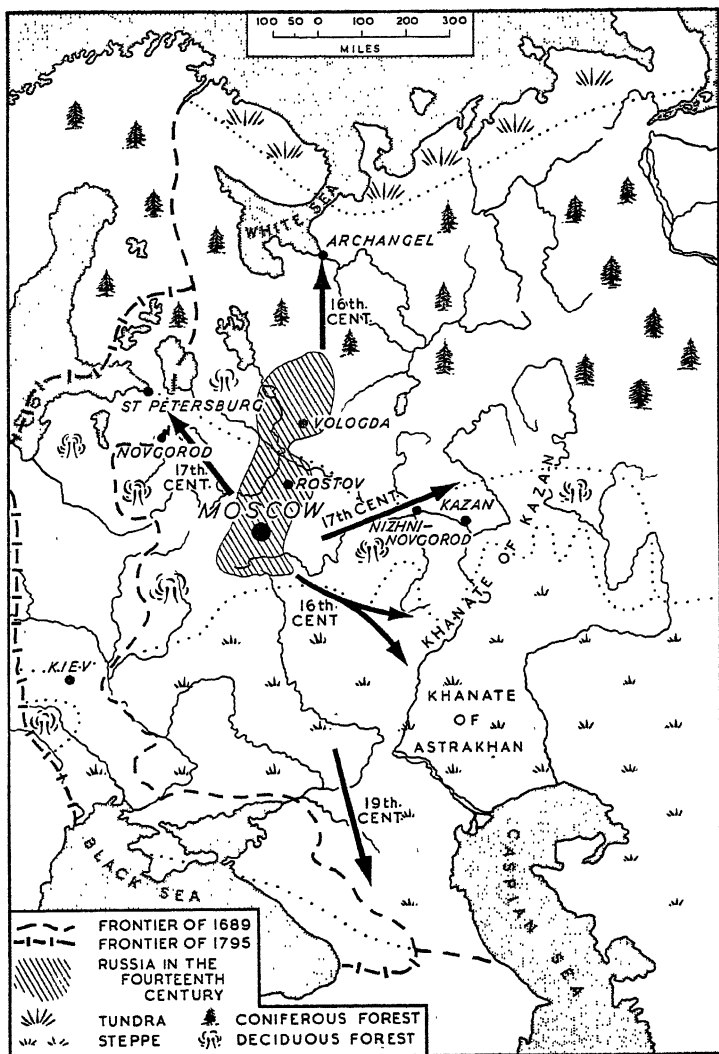 100 50 0 100 200 300
MILES
WHITE SEA
ARCHANGEL
16th.
CENT.
ST PETERSBURG
VOLOGDA
NOVGOROD
17th.
CENT.
ROSTOV
MOSCOW
17th CENT.
KAZAN
NIZHNI-
NOVGOROD
KHANATE OF KAZAN
16th.
CENT
KIEV
KHANATE
OF
ASTRAKHAN
19th.
CENT.
BLACK SEA
CASPIAN SEA
FRONTIER OF 1689
FRONTIER OF 1795
RUSSIA IN THE
FOURTEENTH
CENTURY
TUNDRA
CONIFEROUS FOREST
STEPPE
DECIDUOUS FOREST